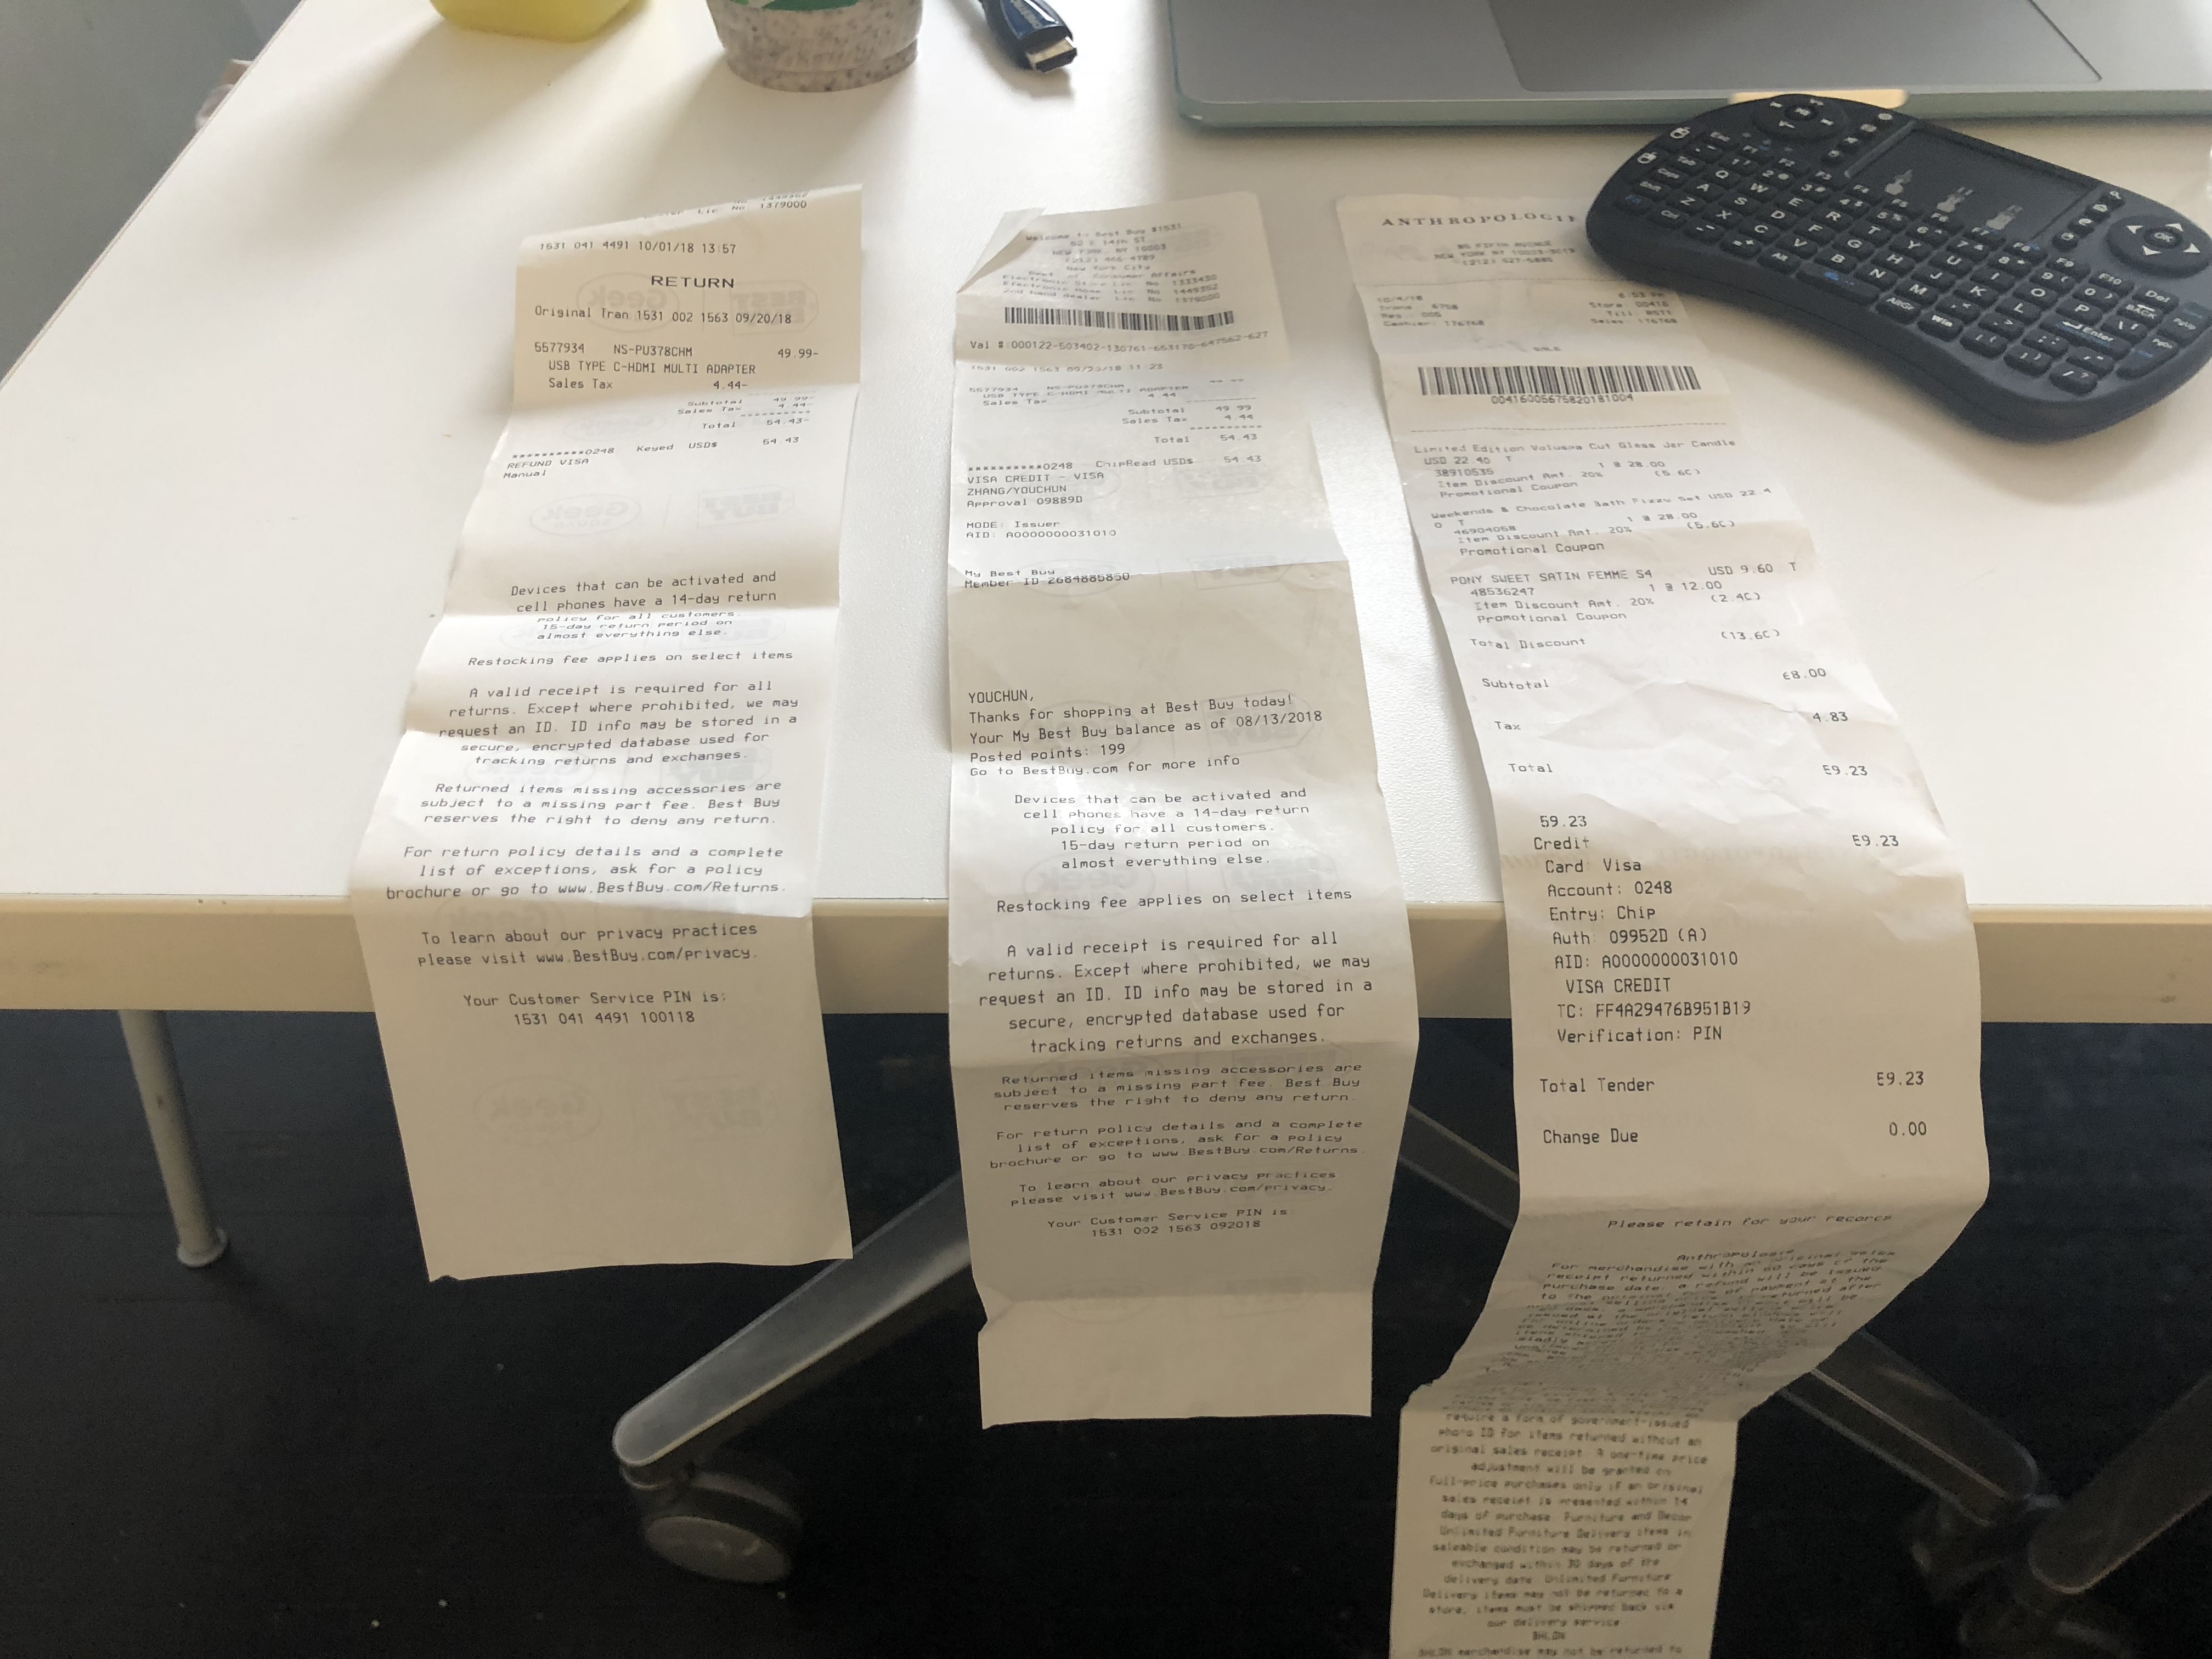 No: 1379000
1531 041 4491 10/01/18 13:57
RETURN
Original Tran 1531 002 1563 09/20/18
5577934 NS-PU378CHM 49.99-
USB TYPE C-HDMI MULTI ADAPTER
Sales Tax 4.44-
Subtotal 49.99-
Sales Tax 4.44-
Total 54.43-
**********0248 Keyed USD$ 54.43
REFUND VISA
Manual
Devices that can be activated and
cell phones have a 14-day return
policy for all customers.
15-day return period on
almost everything else.
Restocking fee applies on select items
A valid receipt is required for all
returns. Except where prohibited, we may
request an ID. ID info may be stored in a
secure, encrypted database used for
tracking returns and exchanges.
Returned items missing accessories are
subject to a missing part fee. Best Buy
reserves the right to deny any return.
For return policy details and a complete
list of exceptions, ask for a policy
brochure or go to www.BestBuy.com/Returns.
To learn about our privacy practices
please visit www.BestBuy.com/privacy.
Your Customer Service PIN is:
1531 041 4491 100118
Welcome to Best Buy #1531
52 E 14th ST
NEW YORK, NY 10003
(212) 466-4789
New York City
Dept. of Consumer Affairs
Electronic Store Lic No 1333430
Electronic Home Lic No 1449352
2nd hand dealer Lic No 1379000
Val #:000122-503402-130761-653170-647562-627
1531 002 1563 09/20/18 11:23
5577934 NS-PU378CHM 49.99
USB TYPE C-HDMI MULTI ADAPTER
Sales Tax 4.44
Subtotal 49.99
Sales Tax 4.44
Total 54.43
**********0248 ChipRead USD$ 54.43
VISA CREDIT - VISA
ZHANG/YOUCHUN
Approval 09889D
MODE: Issuer
AID: A0000000031010
My Best Buy
Member ID 2684885850
YOUCHUN,
Thanks for shopping at Best Buy today!
Your My Best Buy balance as of 08/13/2018
Posted points: 199
Go to BestBuy.com for more info
Devices that can be activated and
cell phones have a 14-day return
policy for all customers.
15-day return period on
almost everything else.
Restocking fee applies on select items
A valid receipt is required for all
returns. Except where prohibited, we may
request an ID. ID info may be stored in a
secure, encrypted database used for
tracking returns and exchanges.
Returned items missing accessories are
subject to a missing part fee. Best Buy
reserves the right to deny any return.
For return policy details and a complete
list of exceptions, ask for a policy
brochure or go to www.BestBuy.com/Returns.
To learn about our privacy practices
please visit www.BestBuy.com/privacy.
Your Customer Service PIN is:
1531 002 1563 092018
ANTHROPOLOGIE
85 FIFTH AVENUE
NEW YORK NY 10003-3019
(212) 627-5885
10/4/18 6:53 PM
Trans: 6758 Store: 00416
Reg: 005 Till: RST1
Cashier: 176768 Sales: 176768
SALE
00416005675820181004
Limited Edition Voluspa Cut Glass Jar Candle
USD 22.40 T
38910535 1 @ 28.00
Item Discount Amt. 20% (5.60)
Promotional Coupon
Weekends & Chocolate Bath Fizzy Set USD 22.4
0 T
46904068 1 @ 28.00
Item Discount Amt. 20% (5.60)
Promotional Coupon
PONY SWEET SATIN FEMME S4 USD 9.60 T
48536247 1 @ 12.00
Item Discount Amt. 20% (2.40)
Promotional Coupon
Total Discount (13.60)
Subtotal 68.00
Tax 4.83
Total 59.23
59.23
Credit 59.23
Card: Visa
Account: 0248
Entry: Chip
Auth: 09952D (A)
AID: A0000000031010
VISA CREDIT
TC: FF4A29476B951B19
Verification: PIN
Total Tender 59.23
Change Due 0.00
Please retain for your records
Anthropologie
For merchandise with an original sales
receipt returned within 60 days of the
purchase date, a refund will be issued
require a form of government-issued
photo ID for items returned without an
original sales receipt. A one-time price
adjustment will be granted on
full-price purchases only if an original
sales receipt is presented within 14
days of purchase. Furniture and Decor
Unlimited Furniture Delivery items in
saleable condition may be returned or
exchanged within 30 days of the
delivery date. Unlimited Furniture
Delivery items may not be returned to a
store, items must be shipped back via
our delivery service
BHLDN
BHLDN merchandise may not be returned to